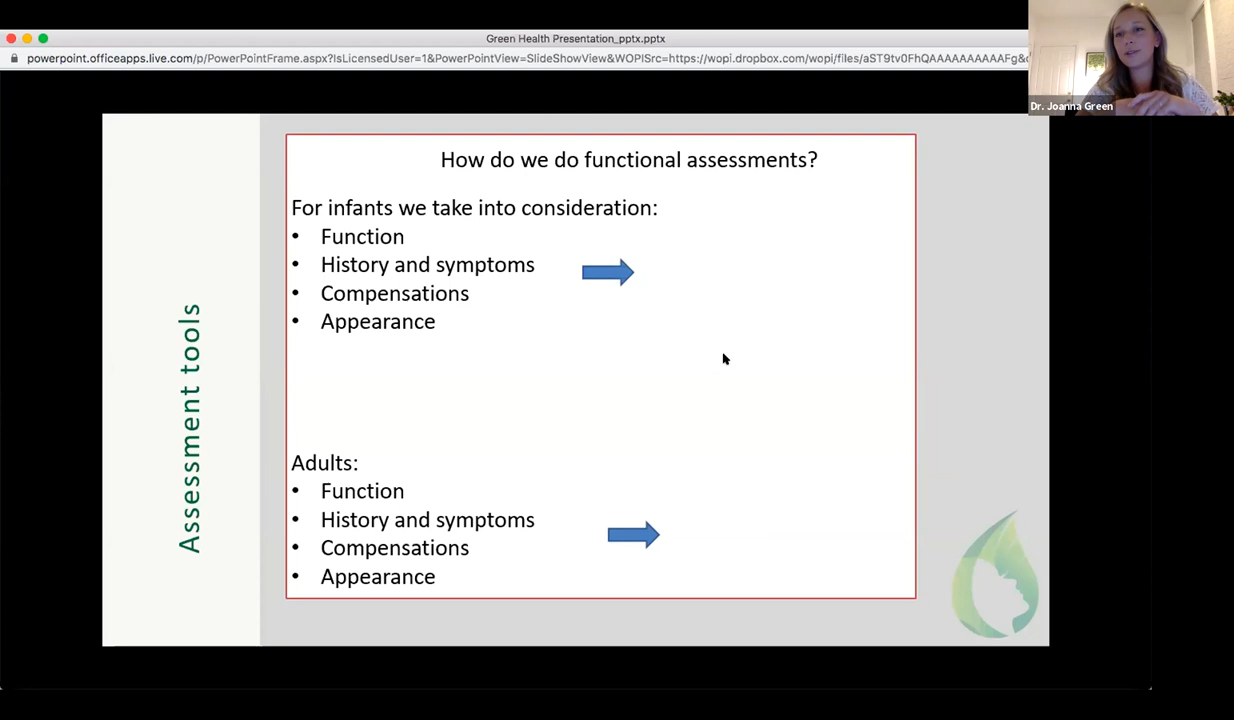 Green Health Presentation_pptx.pptx
powerpoint.officeapps.live.com/p/PowerPointFrame.aspx?IsLicensedUser=1&PowerPointView=SlideShowView&WOPISrc=https://wopi.dropbox.com/wopi/files/aST9tv0FhQAAAAAAAAAAFg&
Dr. Joanna Green
Assessment tools
How do we do functional assessments?
For infants we take into consideration:
• Function
• History and symptoms
• Compensations
• Appearance
Adults:
• Function
• History and symptoms
• Compensations
• Appearance